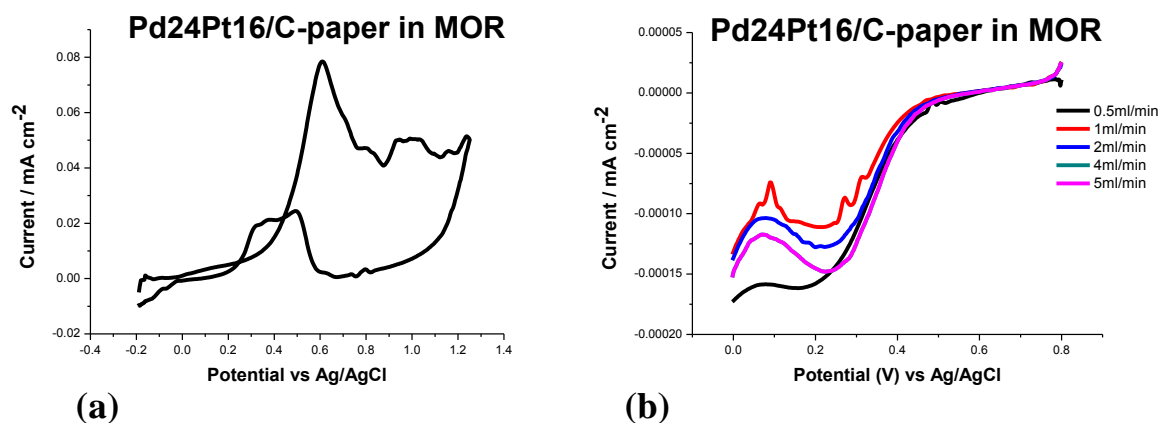 Pd24Pt16/C-paper in MOR
0.08
0.06
0.04
0.02
0.00
-0.02
-0.4
-0.2
0.0
0.2
0.4
0.6
0.8
1.0
1.2
1.4
Current / mA cm-2
Potential vs Ag/AgCl
(a)
Pd24Pt16/C-paper in MOR
0.00005
0.00000
-0.00005
-0.00010
-0.00015
-0.00020
0.0
0.2
0.4
0.6
0.8
Current / mA cm-2
Potential (V) vs Ag/AgCl
0.5ml/min
1ml/min
2ml/min
4ml/min
5ml/min
(b)